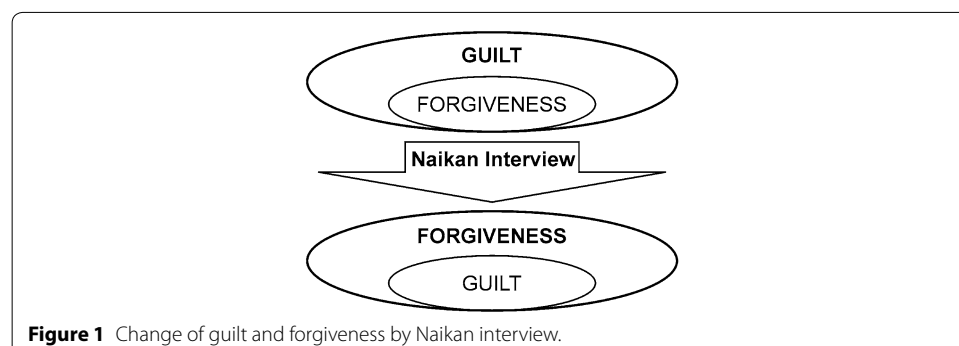 GUILT
FORGIVENESS
Naikan Interview
FORGIVENESS
GUILT
Figure 1 Change of guilt and forgiveness by Naikan interview.